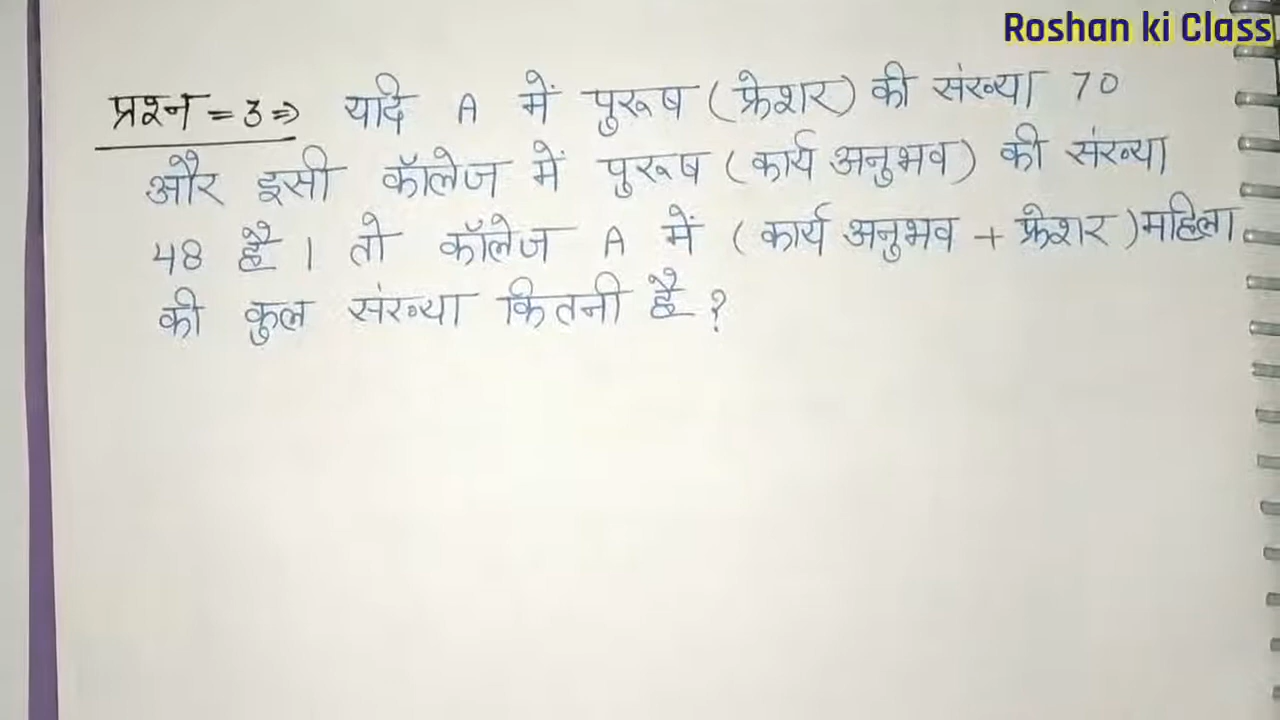 Roshan ki Class
प्रश्न = 3 ⇒ यदि A में पुरूष (फ्रेशर) की संख्या 70
और इसी कॉलेज में पुरूष (कार्य अनुभव) की संख्या
48 है। तो कॉलेज A में (कार्य अनुभव + फ्रेशर) महिला
की कुल संख्या कितनी है?